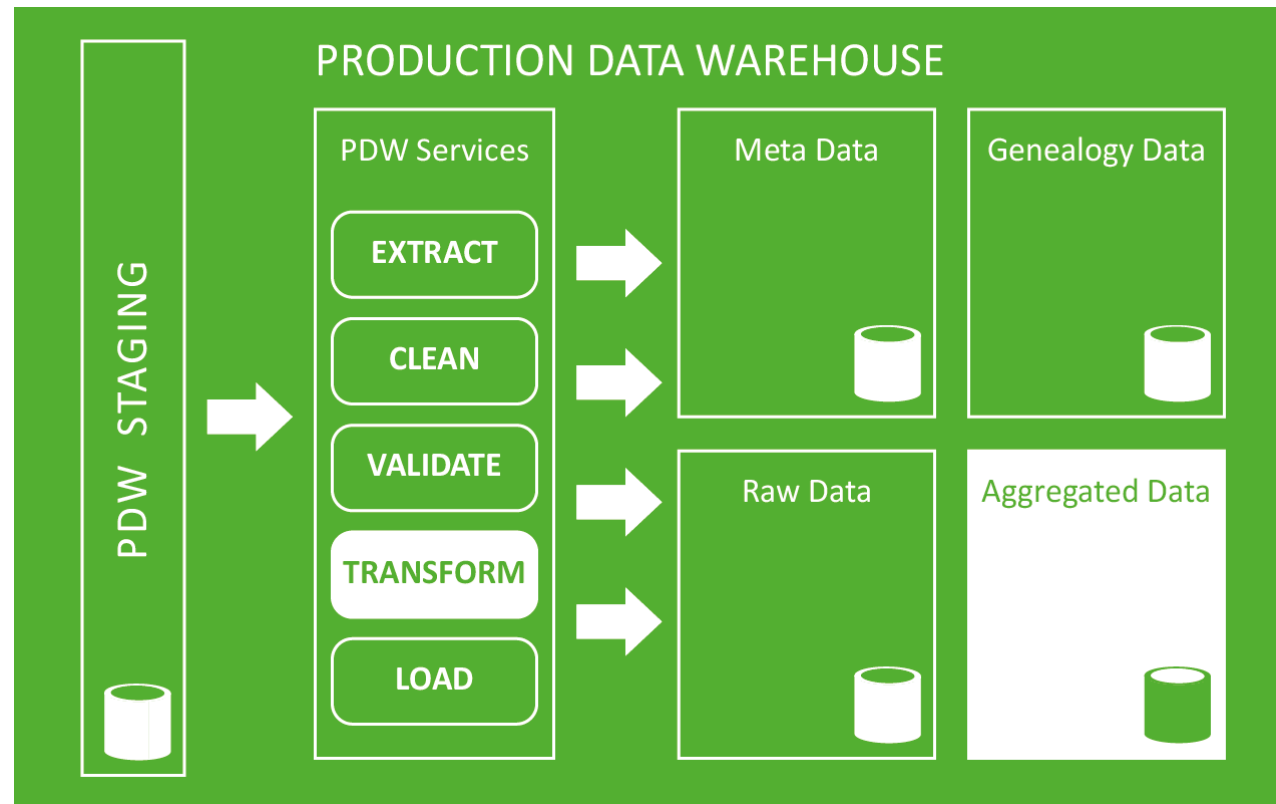 PRODUCTION DATA WAREHOUSE
PDW STAGING
PDW Services
EXTRACT
CLEAN
VALIDATE
TRANSFORM
LOAD
Meta Data
Genealogy Data
Raw Data
Aggregated Data